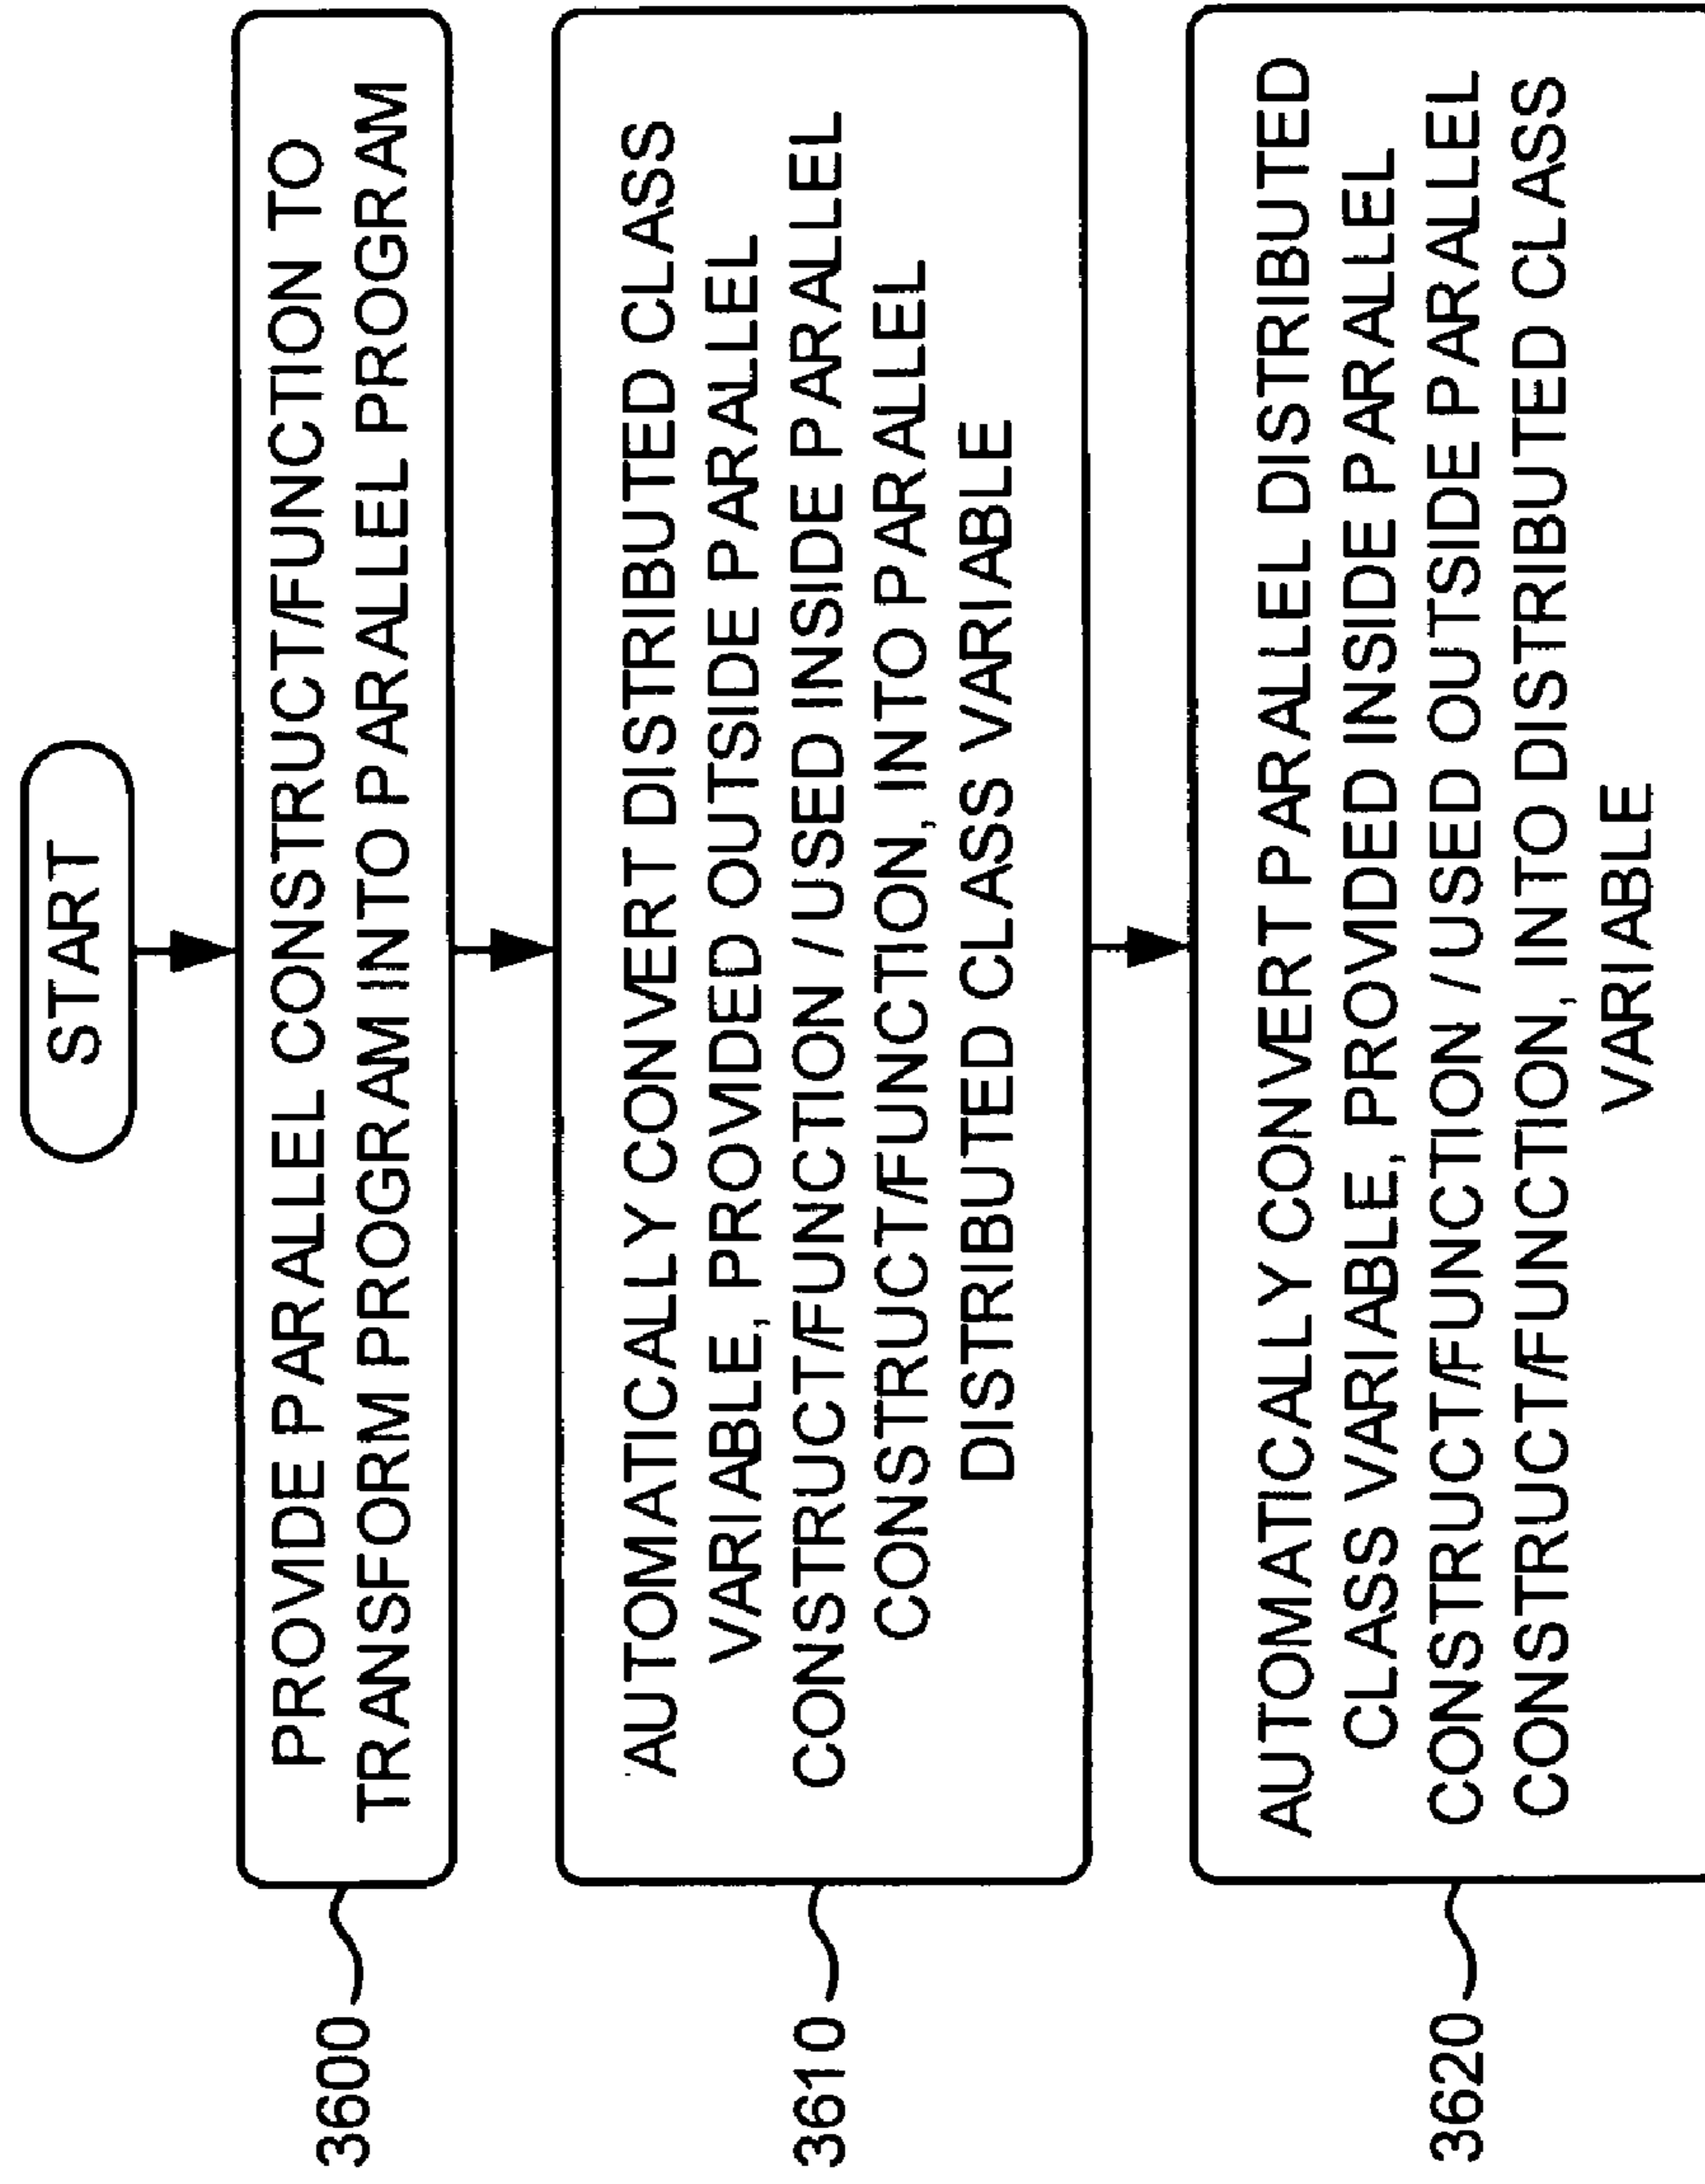 START
PROVIDE PARALLEL CONSTRUCT/FUNCTION TO
TRANSFORM PROGRAM INTO PARALLEL PROGRAM
3600
AUTOMATICALLY CONVERT DISTRIBUTED CLASS
VARIABLE, PROVIDED OUTSIDE PARALLEL
CONSTRUCT/FUNCTION / USED INSIDE PARALLEL
CONSTRUCT/FUNCTION, INTO PARALLEL
DISTRIBUTED CLASS VARIABLE
3610
AUTOMATICALLY CONVERT PARALLEL DISTRIBUTED
CLASS VARIABLE, PROVIDED INSIDE PARALLEL
CONSTRUCT/FUNCTION / USED OUTSIDE PARALLEL
CONSTRUCT/FUNCTION, INTO DISTRIBUTED CLASS
VARIABLE
3620